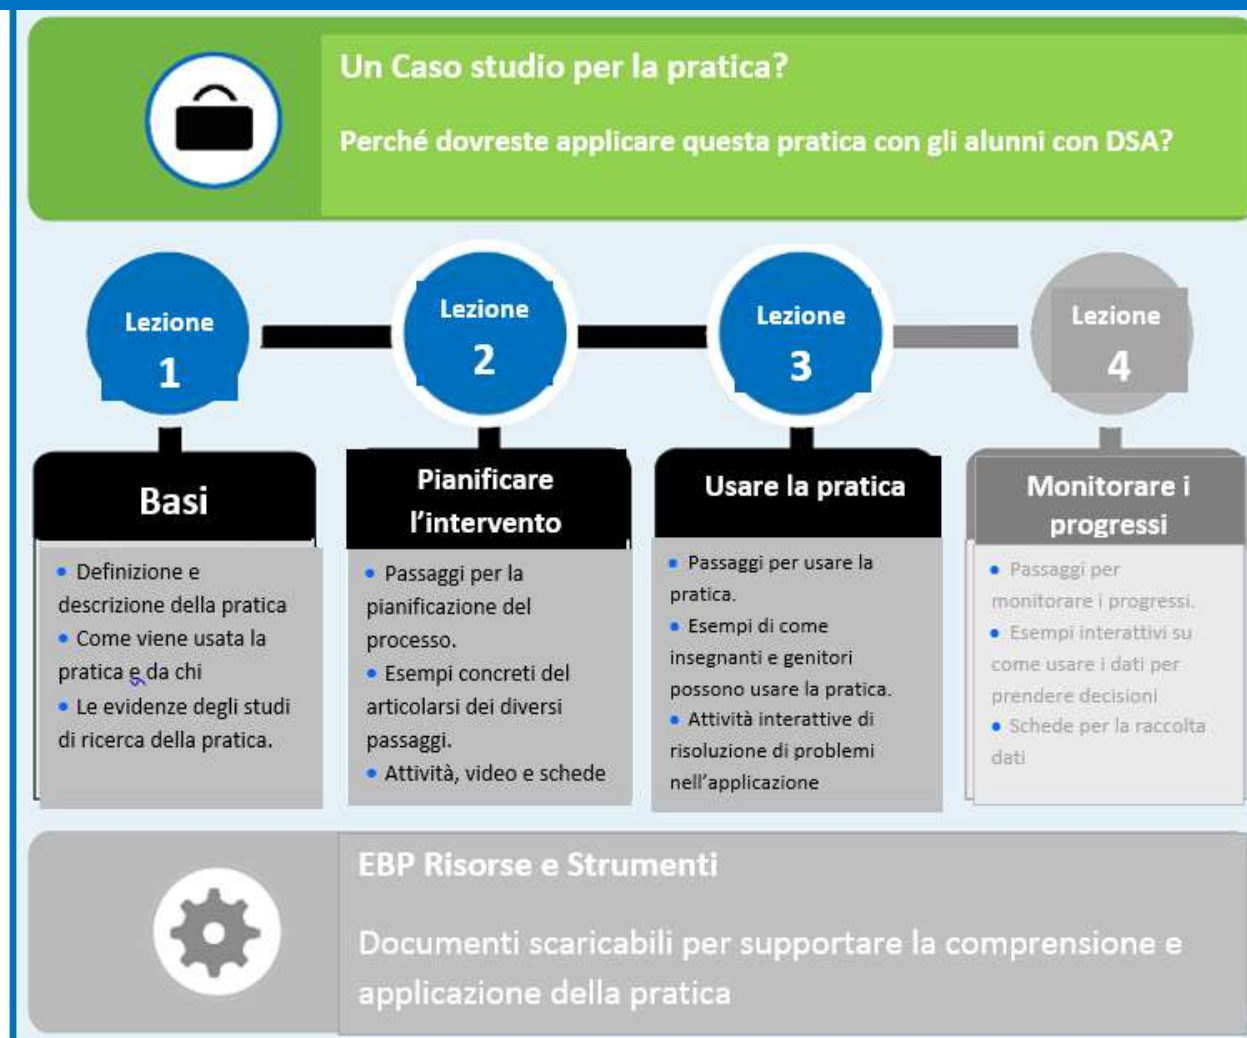 Un Caso studio per la pratica?
Perché dovreste applicare questa pratica con gli alunni con DSA?
Lezione
1
Lezione
2
Lezione
3
Lezione
4
Basi
• Definizione e
descrizione della pratica
• Come viene usata la
pratica e da chi
• Le evidenze degli studi
di ricerca della pratica.
Pianificare
l’intervento
• Passaggi per la
pianificazione del
processo.
• Esempi concreti del
articolarsi dei diversi
passaggi.
• Attività, video e schede
Usare la pratica
• Passaggi per usare la
pratica.
• Esempi di come
insegnanti e genitori
possono usare la pratica.
• Attività interattive di
risoluzione di problemi
nell’applicazione
Monitorare i
progressi
• Passaggi per
monitorare i progressi.
• Esempi interattivi su
come usare i dati per
prendere decisioni
• Schede per la raccolta
dati
EBP Risorse e Strumenti
Documenti scaricabili per supportare la comprensione e
applicazione della pratica